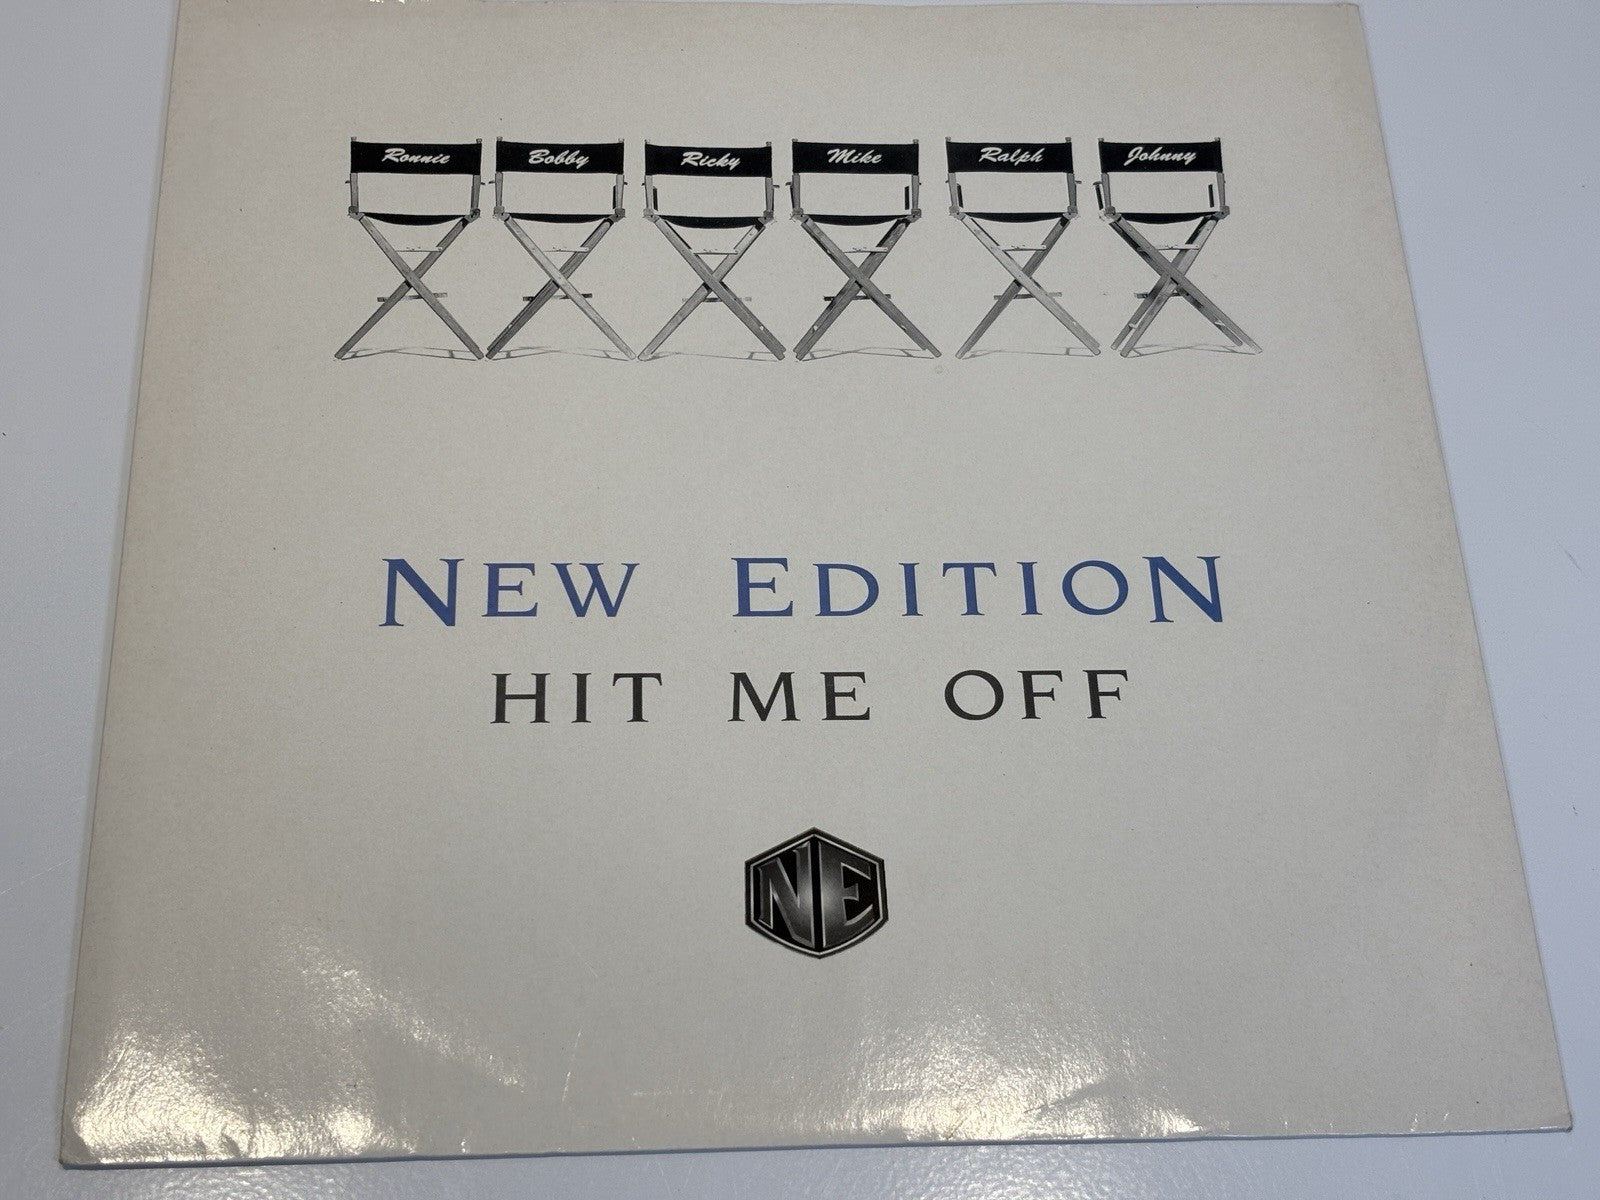 Ronnie Bobby Ricky Mike Ralph Johnny
NEW EDITION
HIT ME OFF
NE